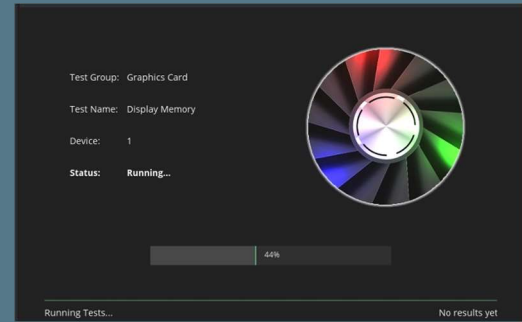 Test Group: Graphics Card
Test Name: Display Memory
Device: 1
Status: Running...
44%
Running Tests... No results yet